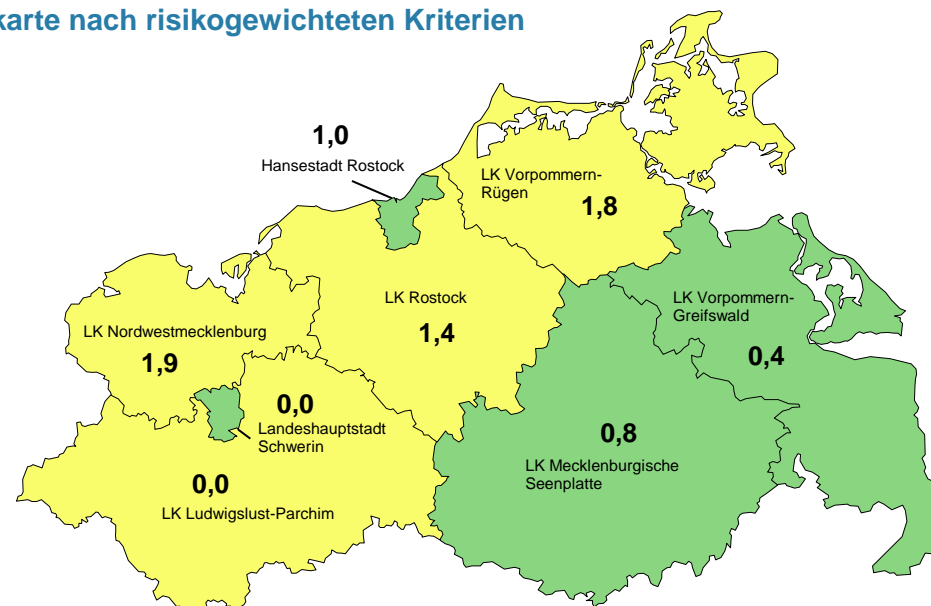 karte nach risikogewichteten Kriterien
1,0
Hansestadt Rostock
LK Vorpommern-
Rügen
1,8
LK Rostock
1,4
LK Vorpommern-
Greifswald
0,4
LK Nordwestmecklenburg
1,9
0,0
Landeshauptstadt
Schwerin
0,8
LK Mecklenburgische
Seenplatte
0,0
LK Ludwigslust-Parchim